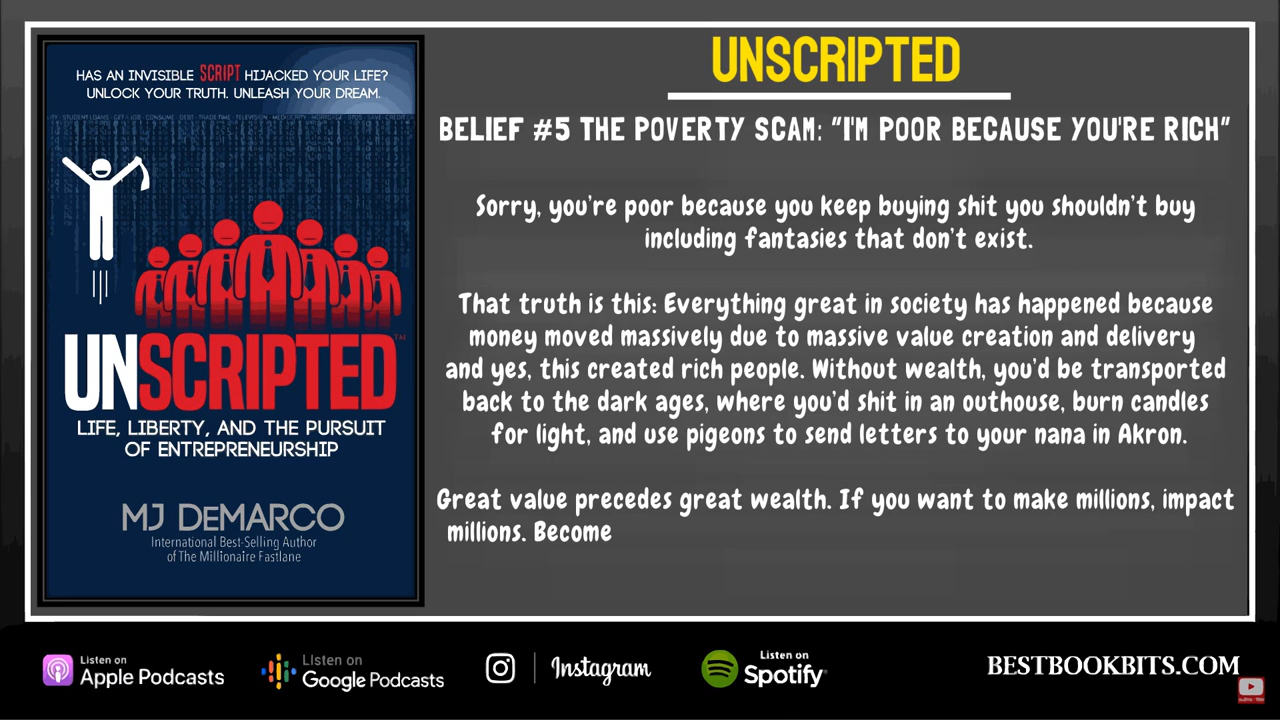 HAS AN INVISIBLE SCRIPT HIJACKED YOUR LIFE?
UNLOCK YOUR TRUTH. UNLEASH YOUR DREAM.
UNSCRIPTED™
LIFE, LIBERTY, AND THE PURSUIT
OF ENTREPRENEURSHIP
MJ DEMARCO
International Best-Selling Author
of The Millionaire Fastlane
UNSCRIPTED
BELIEF #5 THE POVERTY SCAM: "I'M POOR BECAUSE YOU'RE RICH"
Sorry, you're poor because you keep buying shit you shouldn't buy
including fantasies that don't exist.
That truth is this: Everything great in society has happened because
money moved massively due to massive value creation and delivery
and yes, this created rich people. Without wealth, you'd be transported
back to the dark ages, where you'd shit in an outhouse, burn candles
for light, and use pigeons to send letters to your nana in Akron.
Great value precedes great wealth. If you want to make millions, impact
millions. Become
Listen on
Apple Podcasts
Listen on
Google Podcasts
Instagram
Listen on
Spotify
BESTBOOKBITS.COM